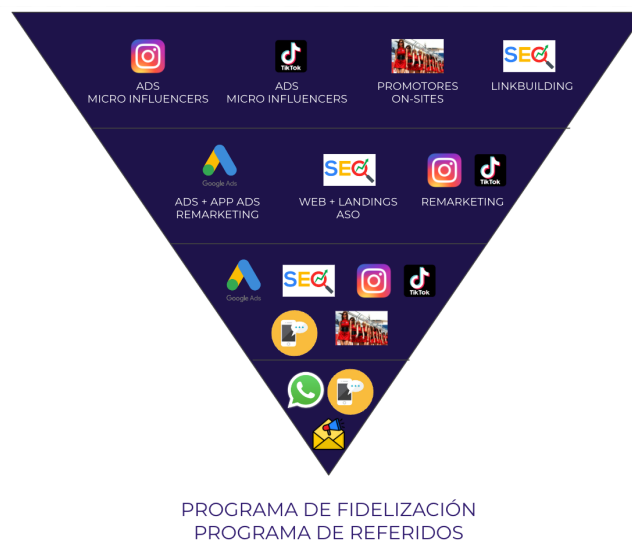 TikTok
SEO
ADS
MICRO INFLUENCERS
ADS
MICRO INFLUENCERS
PROMOTORES
ON-SITES
LINKBUILDING
Google Ads
SEO
TikTok
ADS + APP ADS
REMARKETING
WEB + LANDINGS
ASO
REMARKETING
Google Ads
SEO
TikTok
PROGRAMA DE FIDELIZACIÓN
PROGRAMA DE REFERIDOS